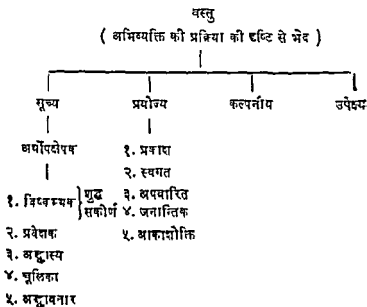 वस्तु
( अभिव्यक्ति की प्रक्रिया की दृष्टि से भेद )
सूच्य प्रयोज्य कल्पनीय उपेक्ष्य
अर्थोपक्षेपक
१. विष्कम्भक } शुद्ध
सकीर्ण
२. प्रवेशक
३. अङ्कास्य
४. चूलिका
५. अङ्कावतार
१. प्रकाश
२. स्वगत
३. अपवारित
४. जनान्तिक
५. आकाशोक्ति